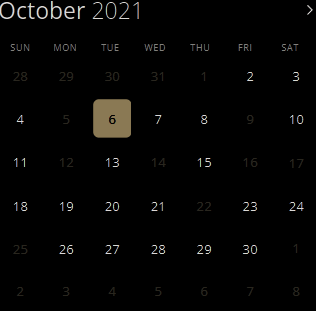 October 2021
SUN MON TUE WED THU FRI SAT
28 29 30 31 1 2 3
4 5 6 7 8 9 10
11 12 13 14 15 16 17
18 19 20 21 22 23 24
25 26 27 28 29 30 1
2 3 4 5 6 7 8